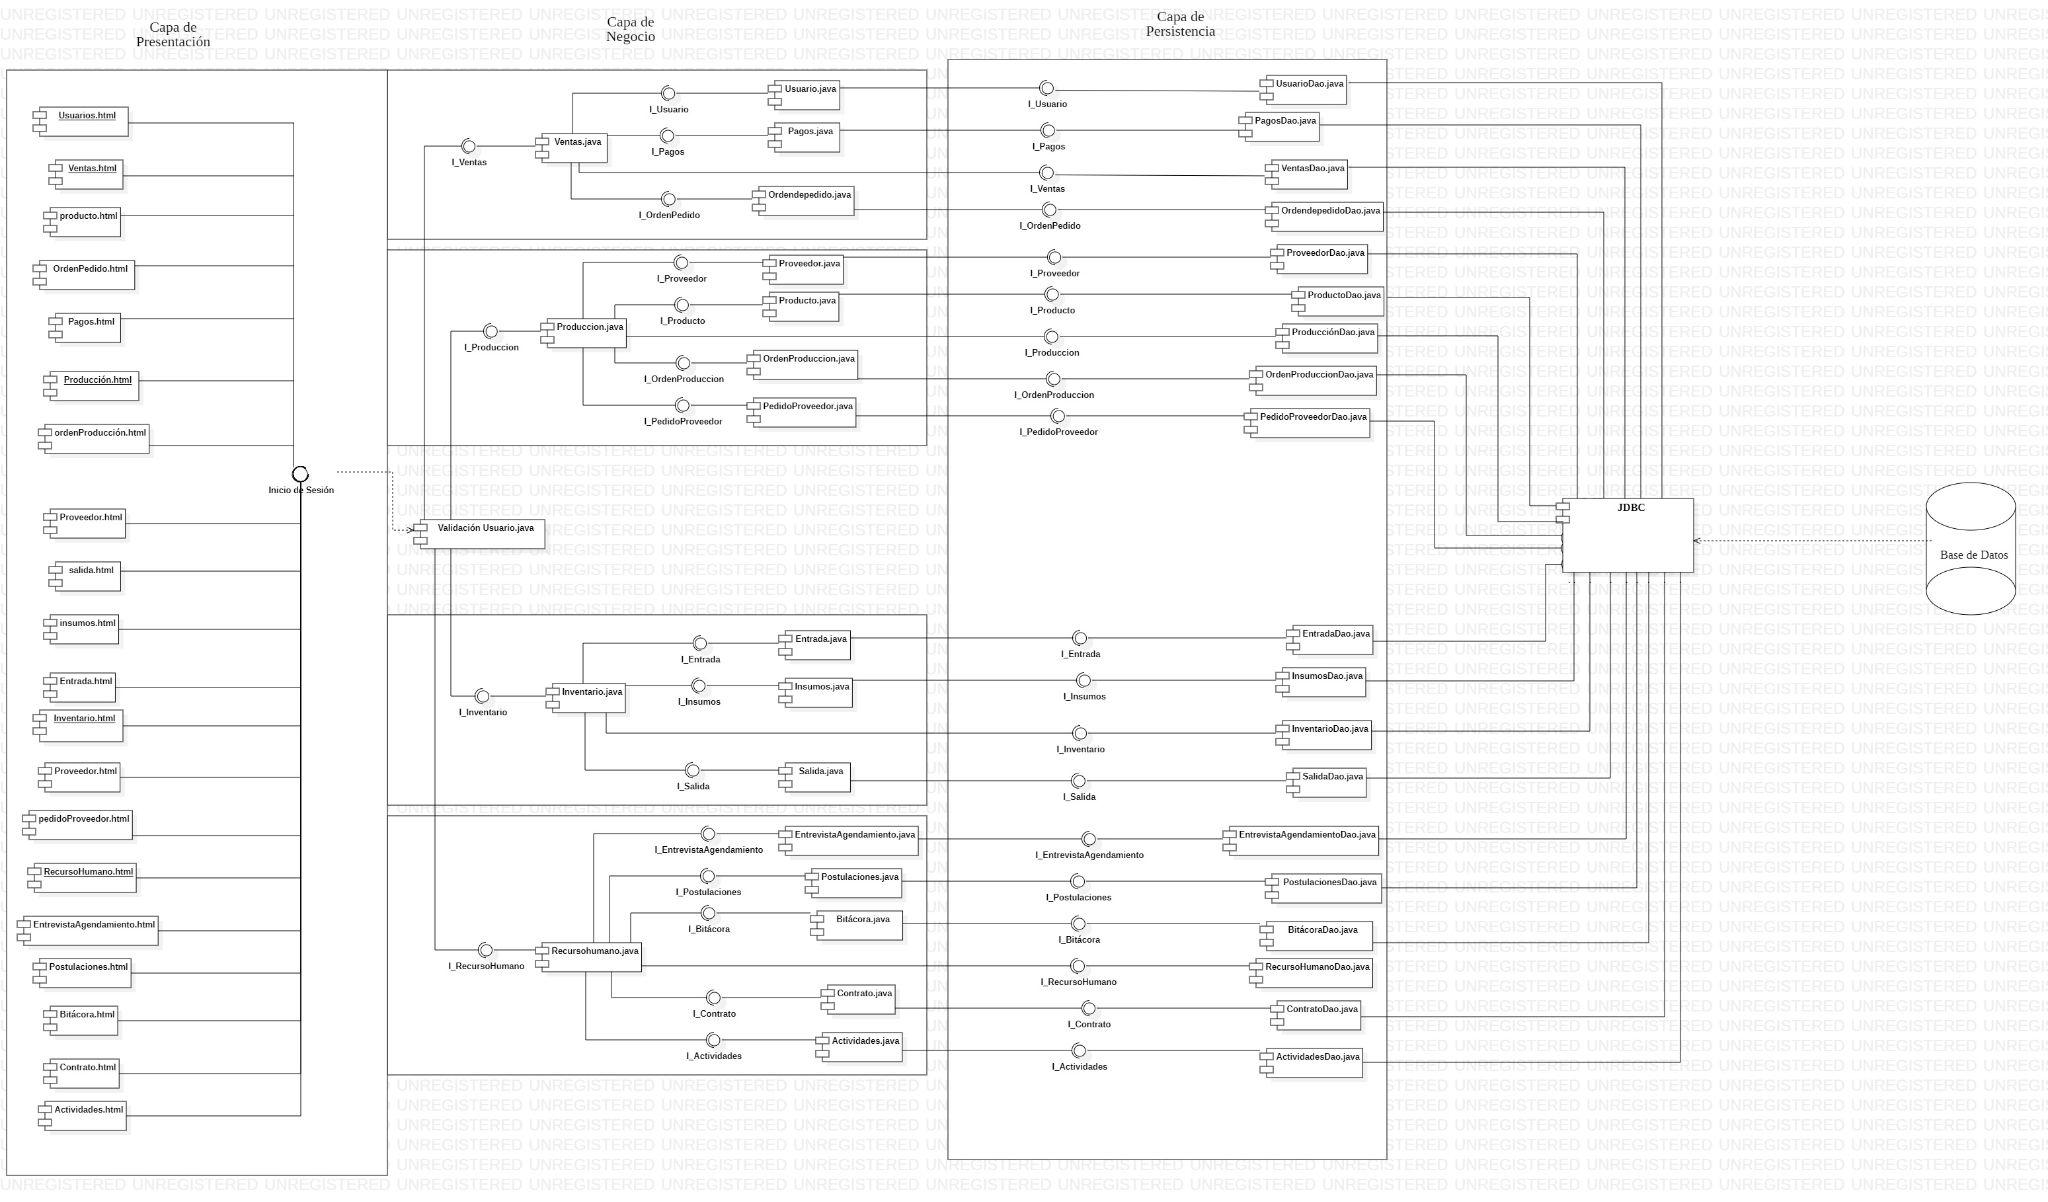 Capa de
Presentación
Capa de
Negocio
Capa de
Persistencia
Usuarios.html
Ventas.html
producto.html
OrdenPedido.html
Pagos.html
Producción.html
ordenProducción.html
Inicio de Sesión
Proveedor.html
salida.html
insumos.html
Entrada.html
Inventario.html
Proveedor.html
pedidoProveedor.html
RecursoHumano.html
EntrevistaAgendamiento.html
Postulaciones.html
Bitácora.html
Contrato.html
Actividades.html
Validación Usuario.java
I_Ventas
Ventas.java
I_Usuario
Usuario.java
I_Pagos
Pagos.java
I_OrdenPedido
Ordendepedido.java
I_Produccion
Produccion.java
I_Proveedor
Proveedor.java
I_Producto
Producto.java
I_OrdenProduccion
OrdenProduccion.java
I_PedidoProveedor
PedidoProveedor.java
I_Inventario
Inventario.java
I_Entrada
Entrada.java
I_Insumos
Insumos.java
I_Salida
Salida.java
I_RecursoHumano
Recursohumano.java
I_EntrevistaAgendamiento
EntrevistaAgendamiento.java
I_Postulaciones
Postulaciones.java
I_Bitácora
Bitácora.java
I_Contrato
Contrato.java
I_Actividades
Actividades.java
I_Usuario
UsuarioDao.java
I_Pagos
PagosDao.java
I_Ventas
VentasDao.java
I_OrdenPedido
OrdendepedidoDao.java
I_Proveedor
ProveedorDao.java
I_Producto
ProductoDao.java
I_Produccion
ProducciónDao.java
I_OrdenProduccion
OrdenProduccionDao.java
I_PedidoProveedor
PedidoProveedorDao.java
I_Entrada
EntradaDao.java
I_Insumos
InsumosDao.java
I_Inventario
InventarioDao.java
I_Salida
SalidaDao.java
I_EntrevistaAgendamiento
EntrevistaAgendamientoDao.java
I_Postulaciones
PostulacionesDao.java
I_Bitácora
BitácoraDao.java
I_RecursoHumano
RecursoHumanoDao.java
I_Contrato
ContratoDao.java
I_Actividades
ActividadesDao.java
JDBC
Base de Datos
UNREGISTERED